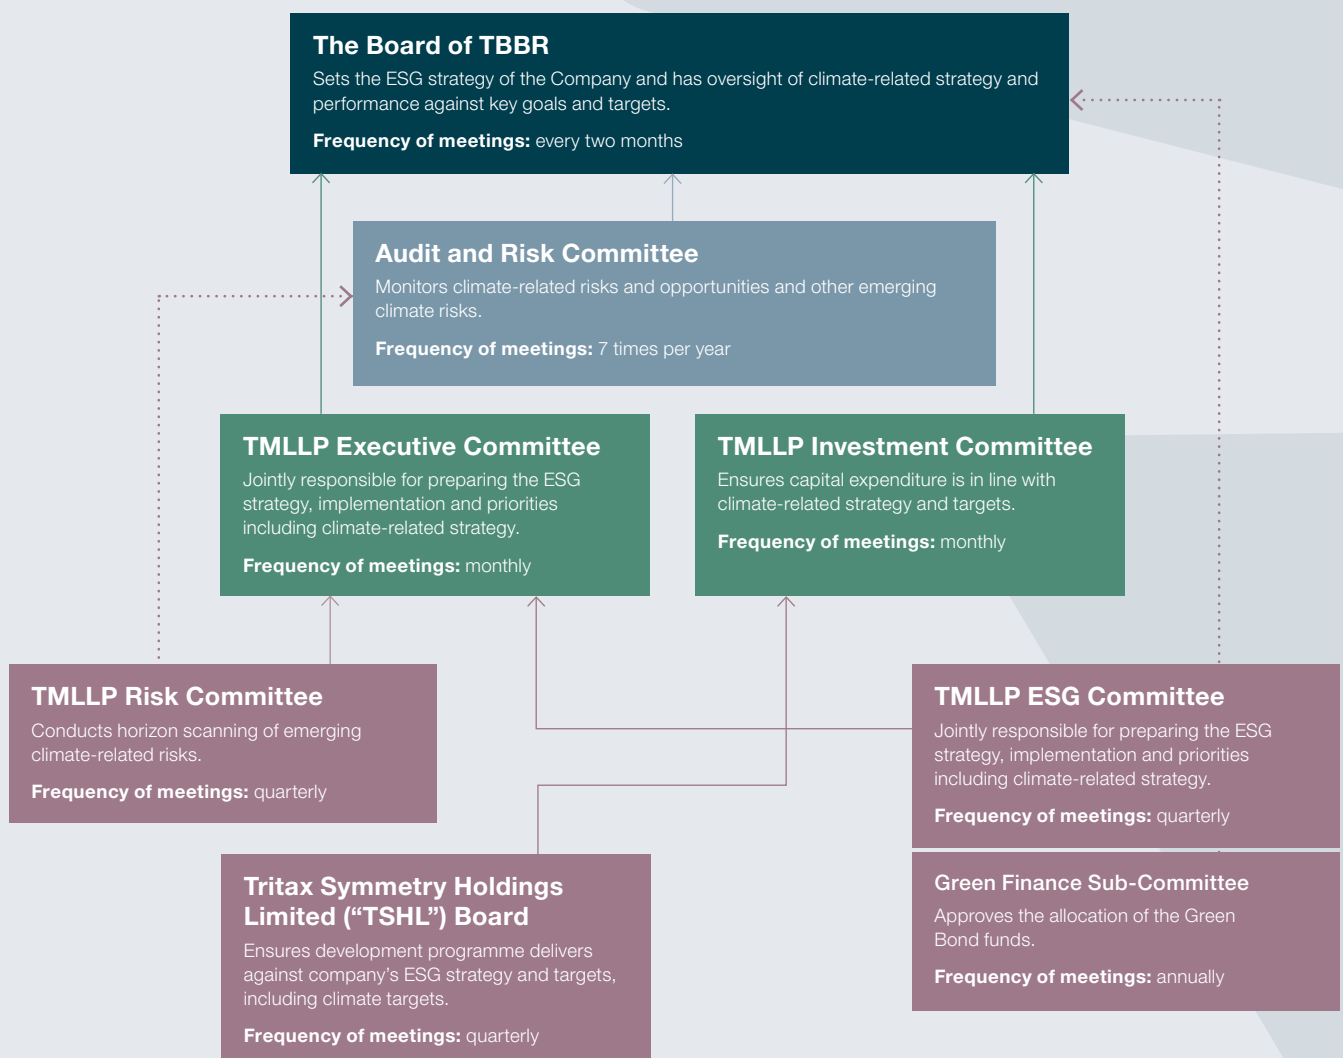 The Board of TBBR
Sets the ESG strategy of the Company and has oversight of climate-related strategy and
performance against key goals and targets.
Frequency of meetings: every two months
Audit and Risk Committee
Monitors climate-related risks and opportunities and other emerging
climate risks.
Frequency of meetings: 7 times per year
TMLLP Executive Committee
Jointly responsible for preparing the ESG
strategy, implementation and priorities
including climate-related strategy.
Frequency of meetings: monthly
TMLLP Investment Committee
Ensures capital expenditure is in line with
climate-related strategy and targets.
Frequency of meetings: monthly
TMLLP Risk Committee
Conducts horizon scanning of emerging
climate-related risks.
Frequency of meetings: quarterly
TMLLP ESG Committee
Jointly responsible for preparing the ESG
strategy, implementation and priorities
including climate-related strategy.
Frequency of meetings: quarterly
Tritax Symmetry Holdings
Limited (“TSHL”) Board
Ensures development programme delivers
against company’s ESG strategy and targets,
including climate targets.
Frequency of meetings: quarterly
Green Finance Sub-Committee
Approves the allocation of the Green
Bond funds.
Frequency of meetings: annually